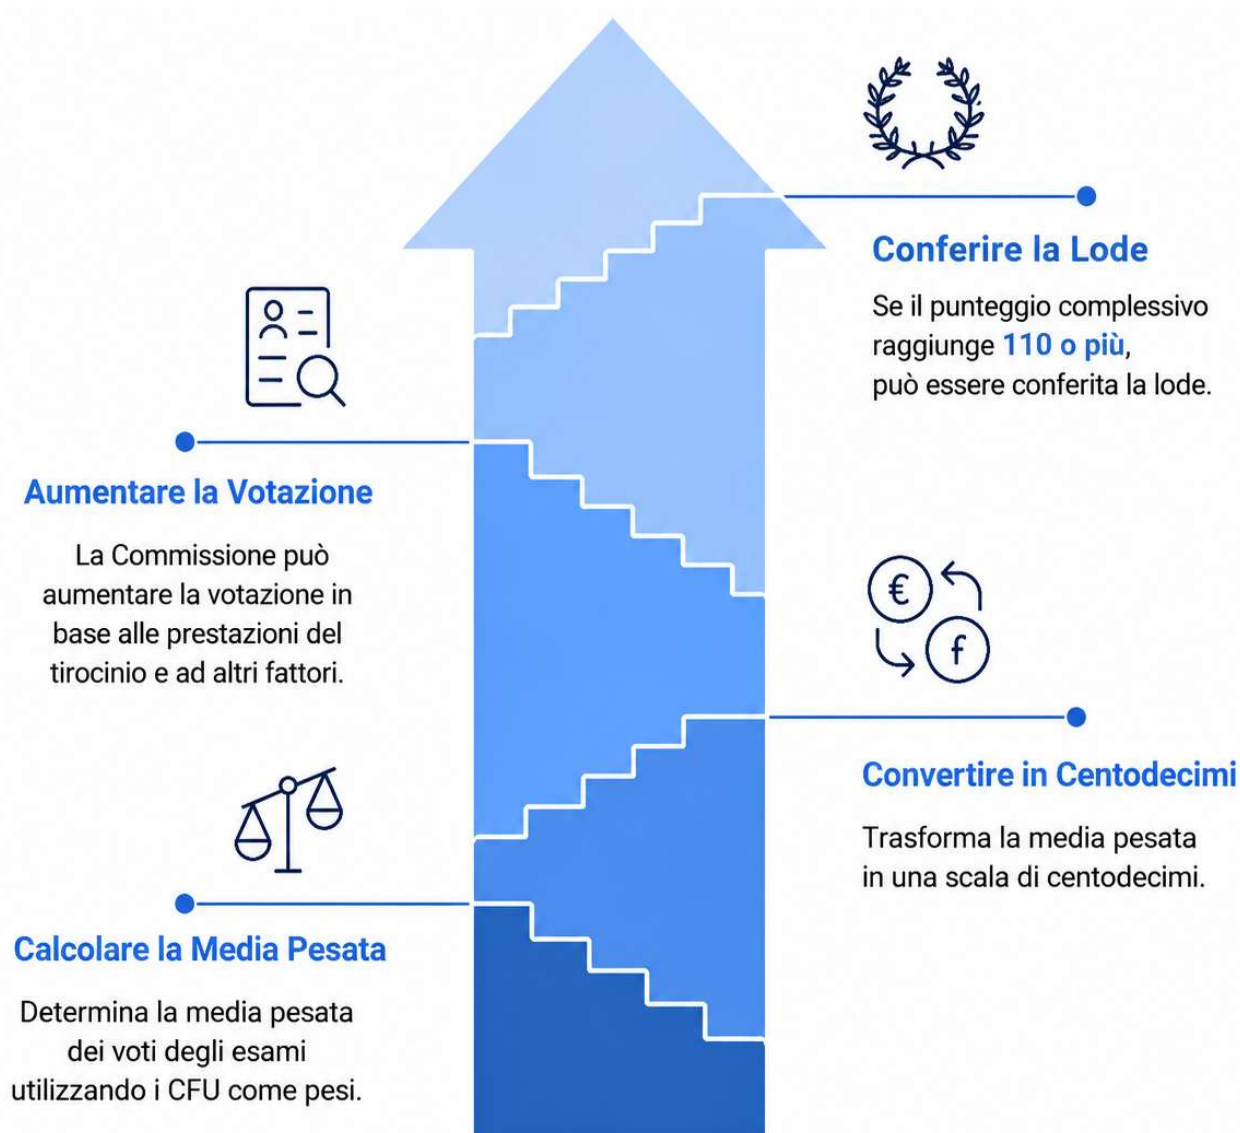 Conferire la Lode
Se il punteggio complessivo
raggiunge 110 o più,
può essere conferita la lode.
Aumentare la Votazione
La Commissione può
aumentare la votazione in
base alle prestazioni del
tirocinio e ad altri fattori.
€
f
Convertire in Centodecimi
Trasforma la media pesata
in una scala di centodecimi.
Calcolare la Media Pesata
Determina la media pesata
dei voti degli esami
utilizzando i CFU come pesi.